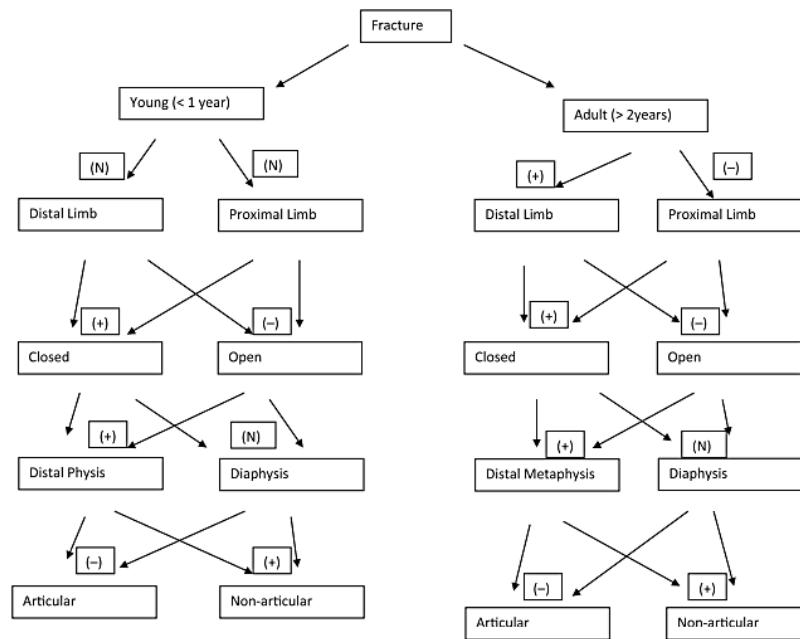 Fracture
Young (< 1 year)
Adult (> 2years)
(N)
(N)
(+)
(–)
Distal Limb
Proximal Limb
Distal Limb
Proximal Limb
(+)
(–)
(+)
(–)
Closed
Open
Closed
Open
(+)
(N)
(+)
(N)
Distal Physis
Diaphysis
Distal Metaphysis
Diaphysis
(–)
(+)
(–)
(+)
Articular
Non-articular
Articular
Non-articular